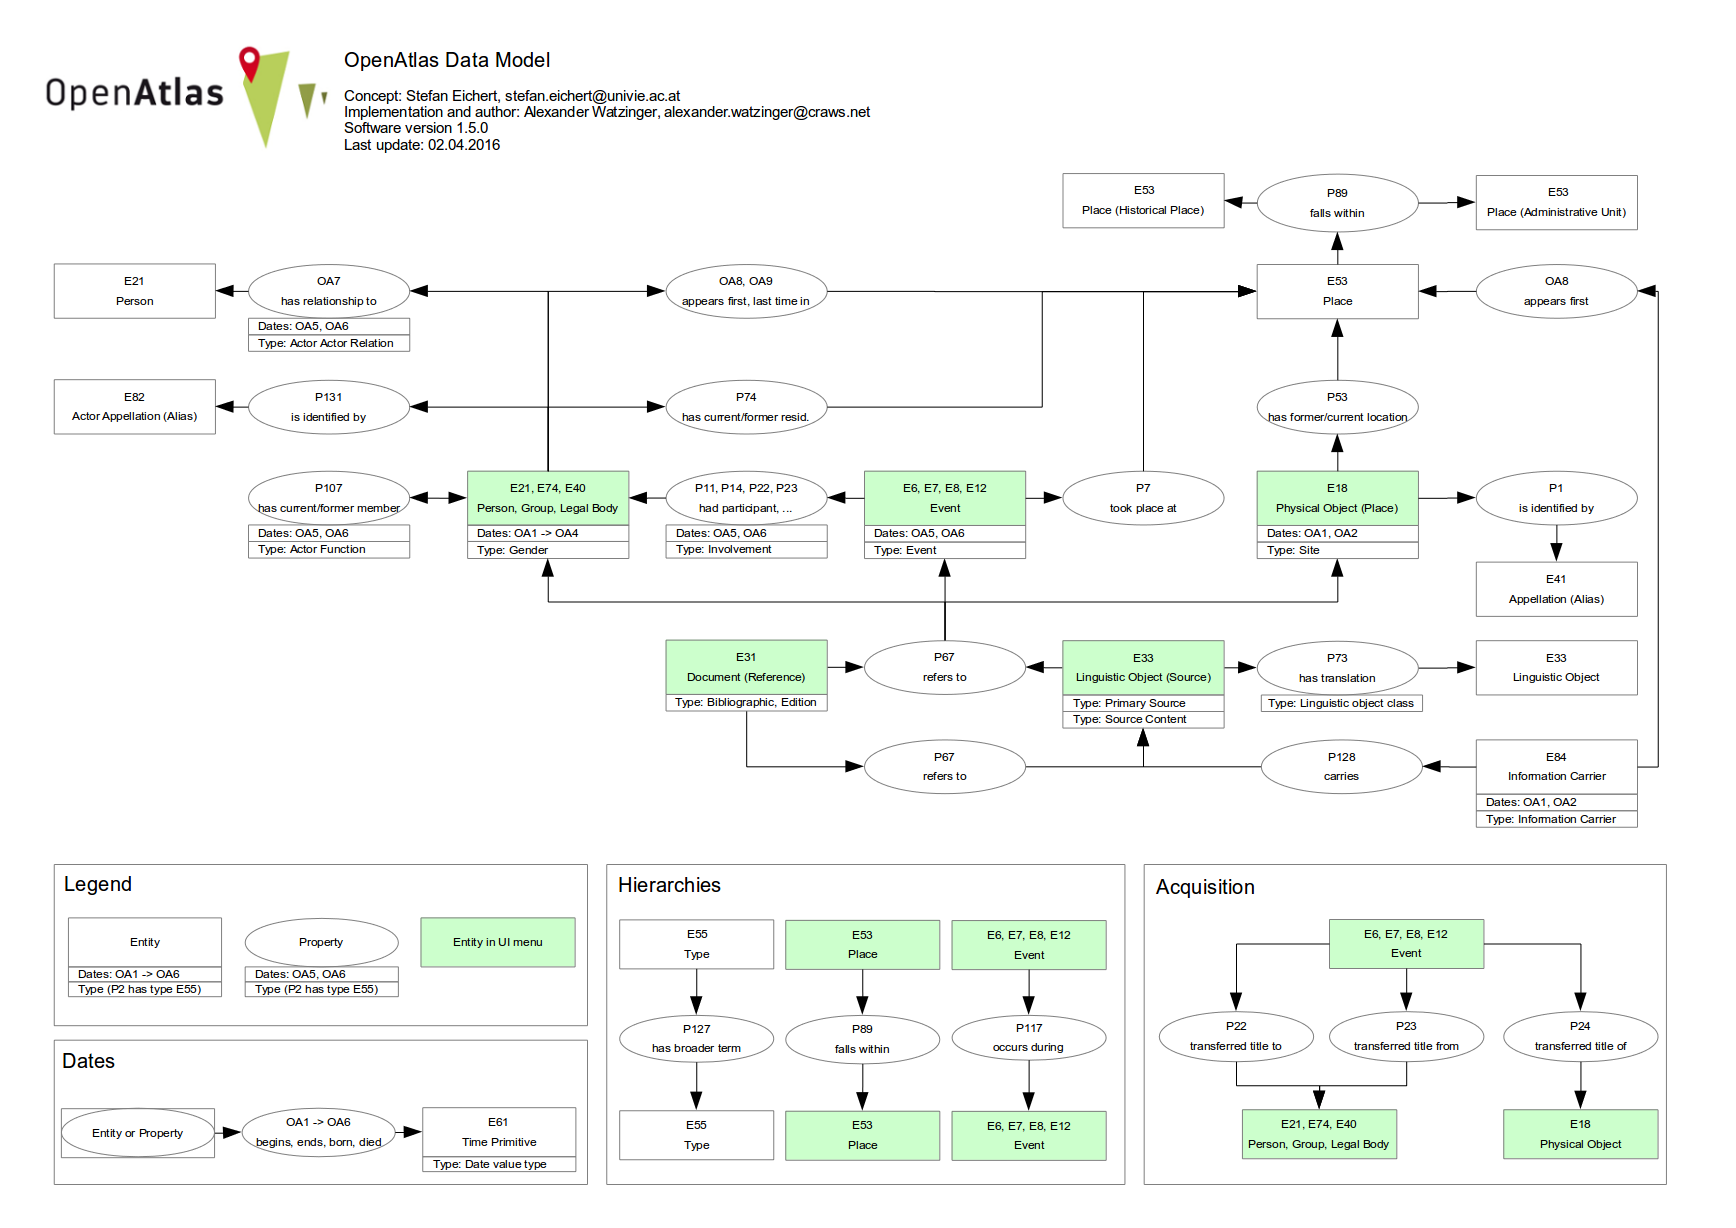 OpenAtlas
OpenAtlas Data Model
Concept: Stefan Eichert, stefan.eichert@univie.ac.at
Implementation and author: Alexander Watzinger, alexander.watzinger@craws.net
Software version 1.5.0
Last update: 02.04.2016
E53
Place (Historical Place)
P89
falls within
E53
Place (Administrative Unit)
E21
Person
OA7
has relationship to
Dates: OA5, OA6
Type: Actor Actor Relation
OA8, OA9
appears first, last time in
E53
Place
OA8
appears first
E82
Actor Appellation (Alias)
P131
is identified by
P74
has current/former resid.
P53
has former/current location
P107
has current/former member
Dates: OA5, OA6
Type: Actor Function
E21, E74, E40
Person, Group, Legal Body
Dates: OA1 -> OA4
Type: Gender
P11, P14, P22, P23
had participant, ...
Dates: OA5, OA6
Type: Involvement
E6, E7, E8, E12
Event
Dates: OA5, OA6
Type: Event
P7
took place at
E18
Physical Object (Place)
Dates: OA1, OA2
Type: Site
P1
is identified by
E41
Appellation (Alias)
E31
Document (Reference)
Type: Bibliographic, Edition
P67
refers to
E33
Linguistic Object (Source)
Type: Primary Source
Type: Source Content
P73
has translation
Type: Linguistic object class
E33
Linguistic Object
P67
refers to
P128
carries
E84
Information Carrier
Dates: OA1, OA2
Type: Information Carrier
Legend
Entity
Dates: OA1 -> OA6
Type (P2 has type E55)
Property
Dates: OA5, OA6
Type (P2 has type E55)
Entity in UI menu
Dates
Entity or Property
OA1 -> OA6
begins, ends, born, died
E61
Time Primitive
Type: Date value type
Hierarchies
E55
Type
P127
has broader term
E55
Type
E53
Place
P89
falls within
E53
Place
E6, E7, E8, E12
Event
P117
occurs during
E6, E7, E8, E12
Event
Acquisition
E6, E7, E8, E12
Event
P22
transferred title to
P23
transferred title from
P24
transferred title of
E21, E74, E40
Person, Group, Legal Body
E18
Physical Object